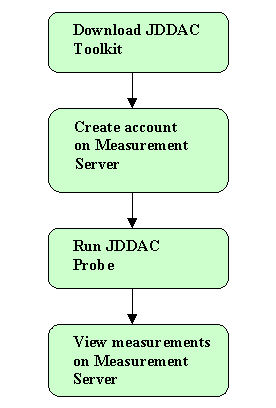 Download JDDAC
Toolkit
Create account
on Measurement
Server
Run JDDAC
Probe
View measurements
on Measurement
Server